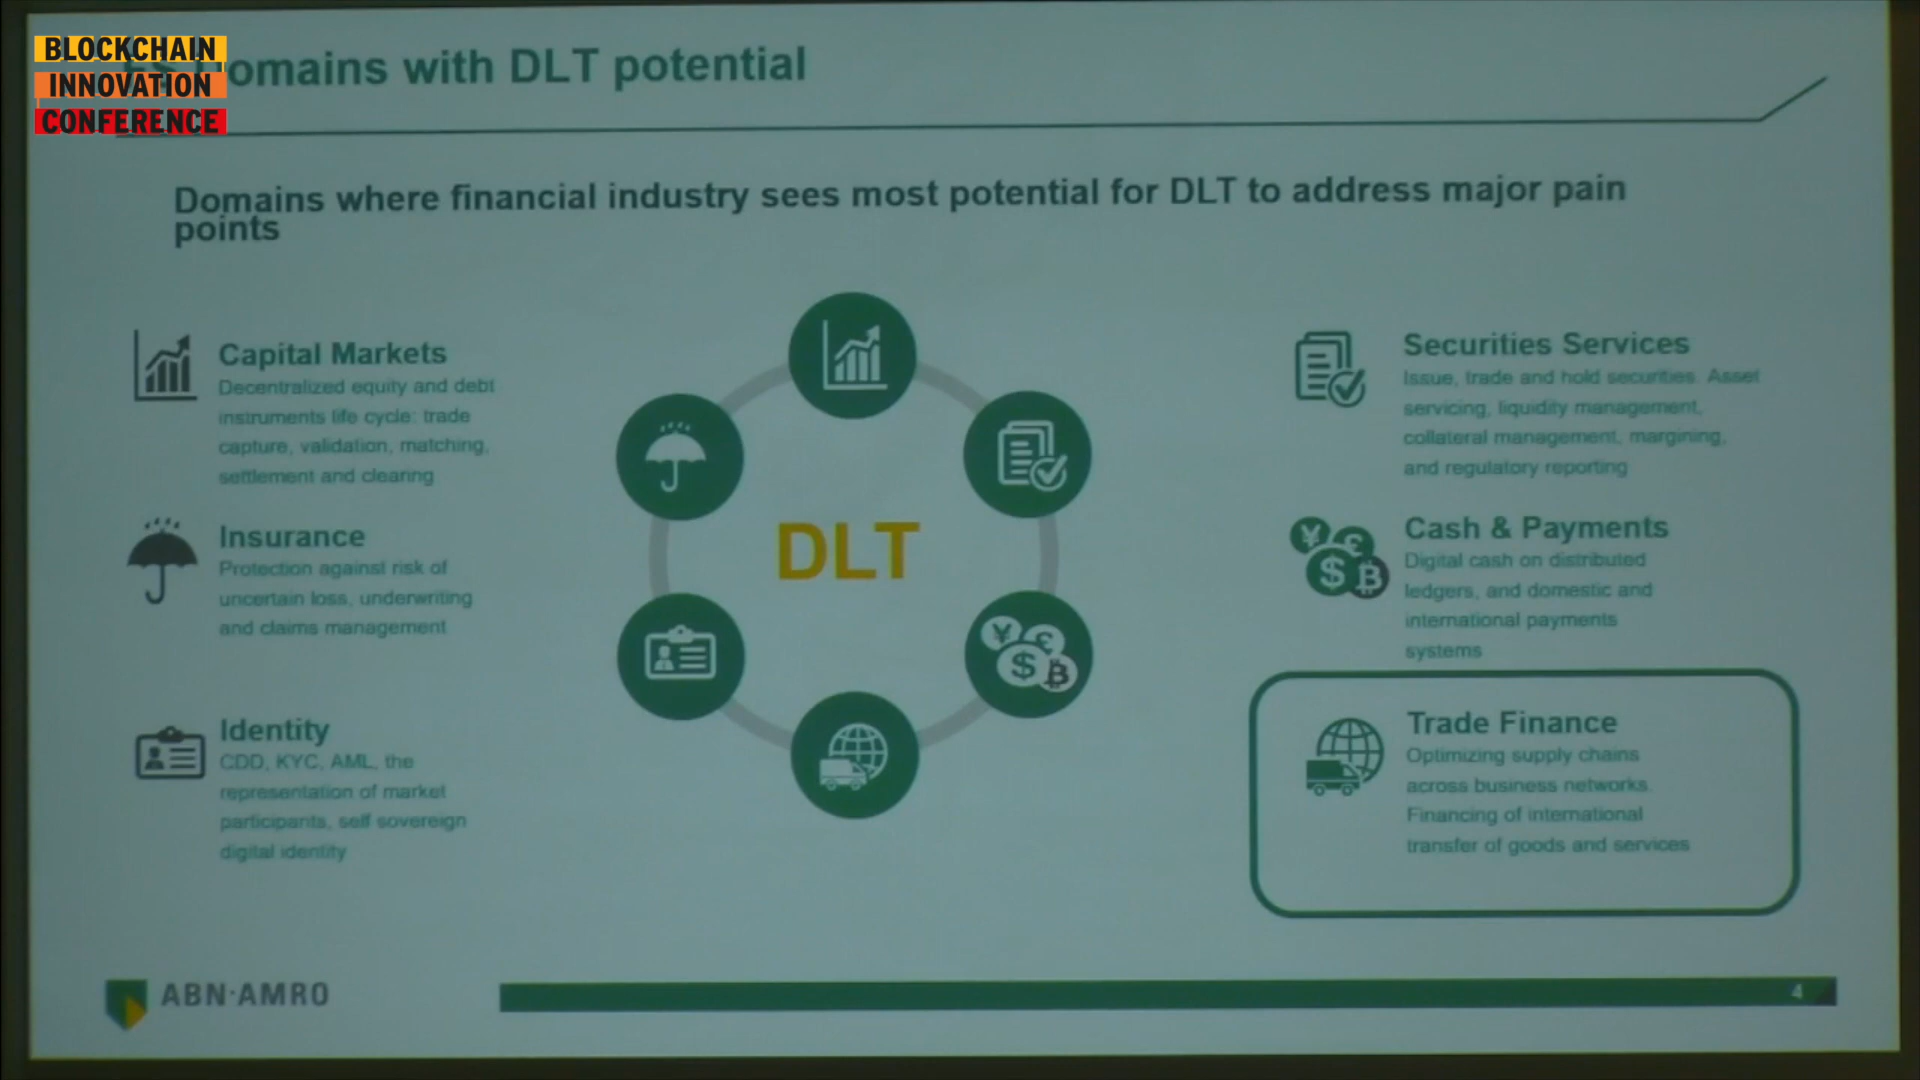 BLOCKCHAIN
INNOVATION
CONFERENCE
Domains with DLT potential
Domains where financial industry sees most potential for DLT to address major pain
points
Capital Markets
Decentralized equity and debt
instruments life cycle: trade
capture, validation, matching,
settlement and clearing
Insurance
Protection against risk of
uncertain loss, underwriting
and claims management
Identity
CDD, KYC, AML, the
representation of market
participants, self sovereign
digital identity
DLT
Securities Services
Issue, trade and hold securities. Asset
servicing, liquidity management,
collateral management, margining,
and regulatory reporting
Cash & Payments
Digital cash on distributed
ledgers, and domestic and
international payments
systems
Trade Finance
Optimizing supply chains
across business networks.
Financing of international
transfer of goods and services
ABN·AMRO
4